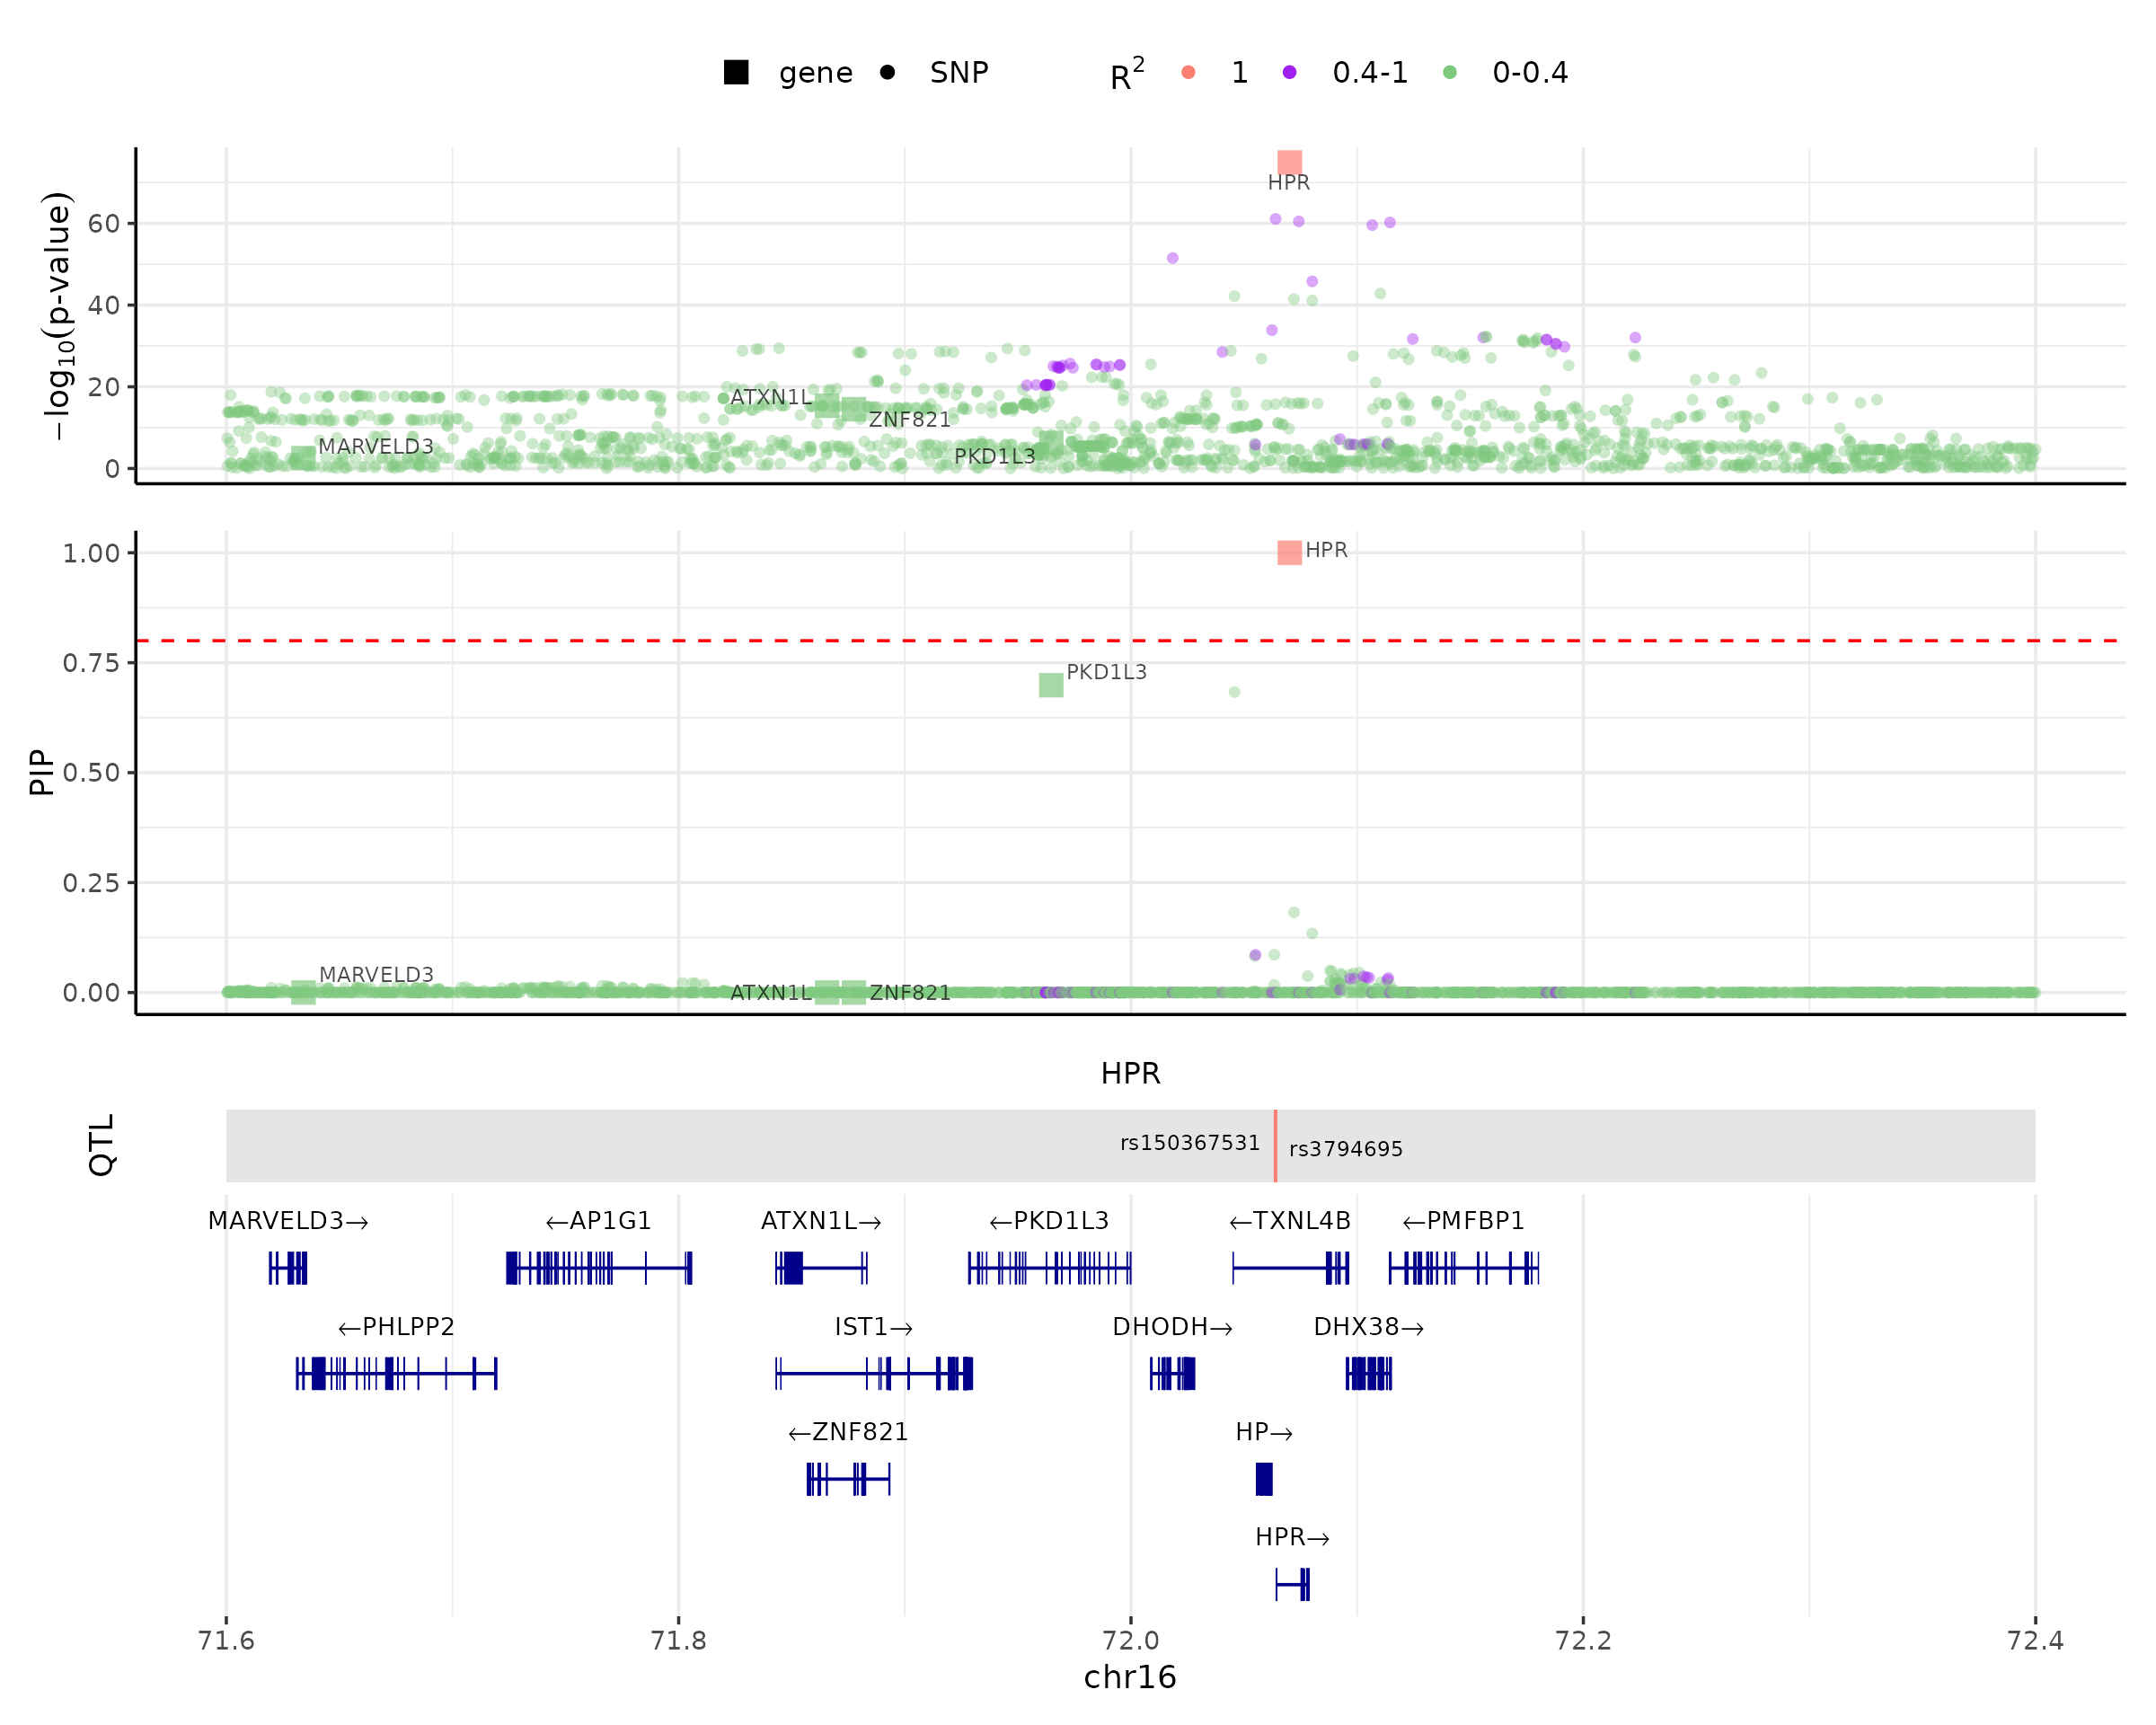 gene SNP R2 1 0.4-1 0-0.4
−log10(p-value)
60
40
20
0
HPR
ATXN1L
ZNF821
MARVELD3
PKD1L3
PIP
1.00
0.75
0.50
0.25
0.00
HPR
PKD1L3
MARVELD3
ATXN1L
ZNF821
HPR
QTL
rs150367531
rs3794695
MARVELD3→ ←AP1G1 ATXN1L→ ←PKD1L3 ←TXNL4B ←PMFBP1
←PHLPP2 IST1→ DHODH→ DHX38→
←ZNF821 HP→
HPR→
71.6 71.8 72.0 72.2 72.4
chr16